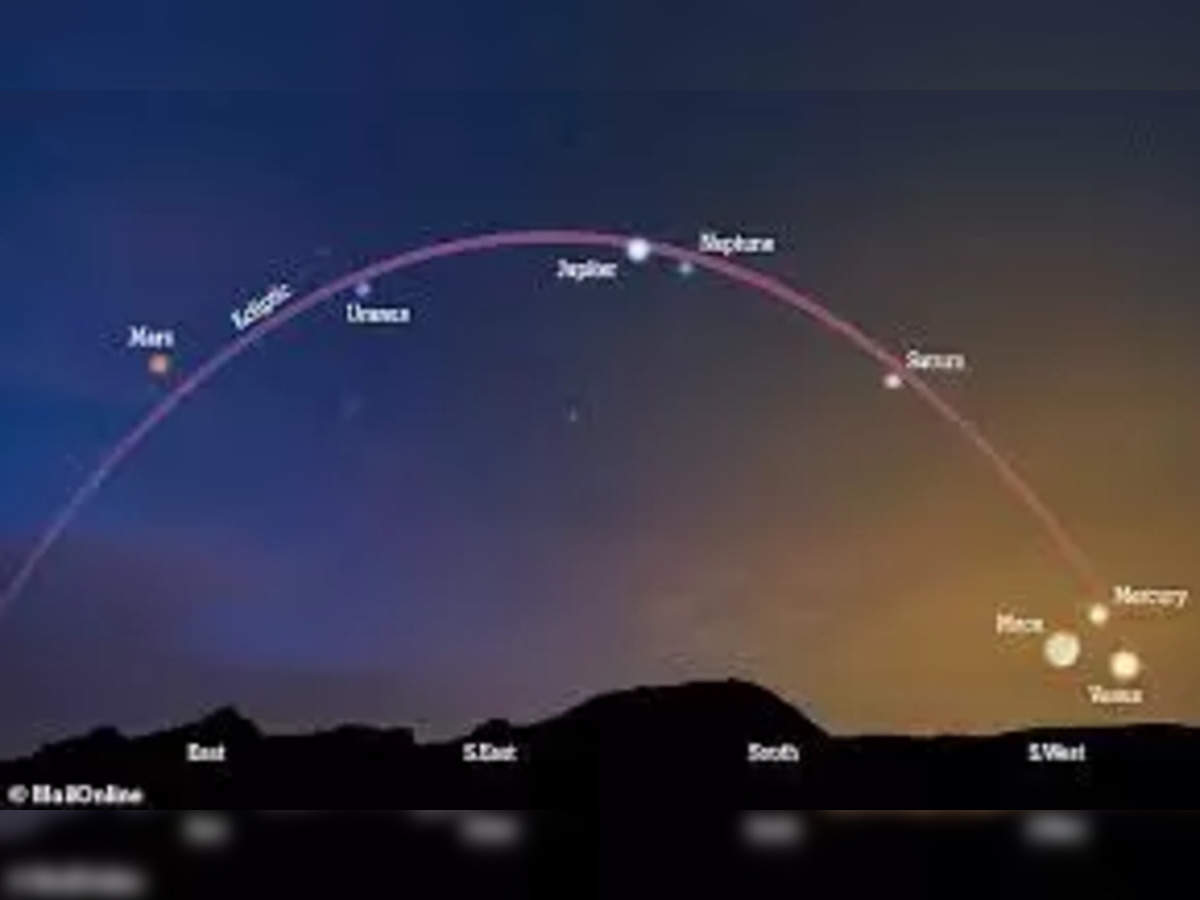 Neptune
Jupiter
Ecliptic
Uranus
Mars
Saturn
Mercury
Moon
Venus
East
S.East
South
S.West
© MailOnline